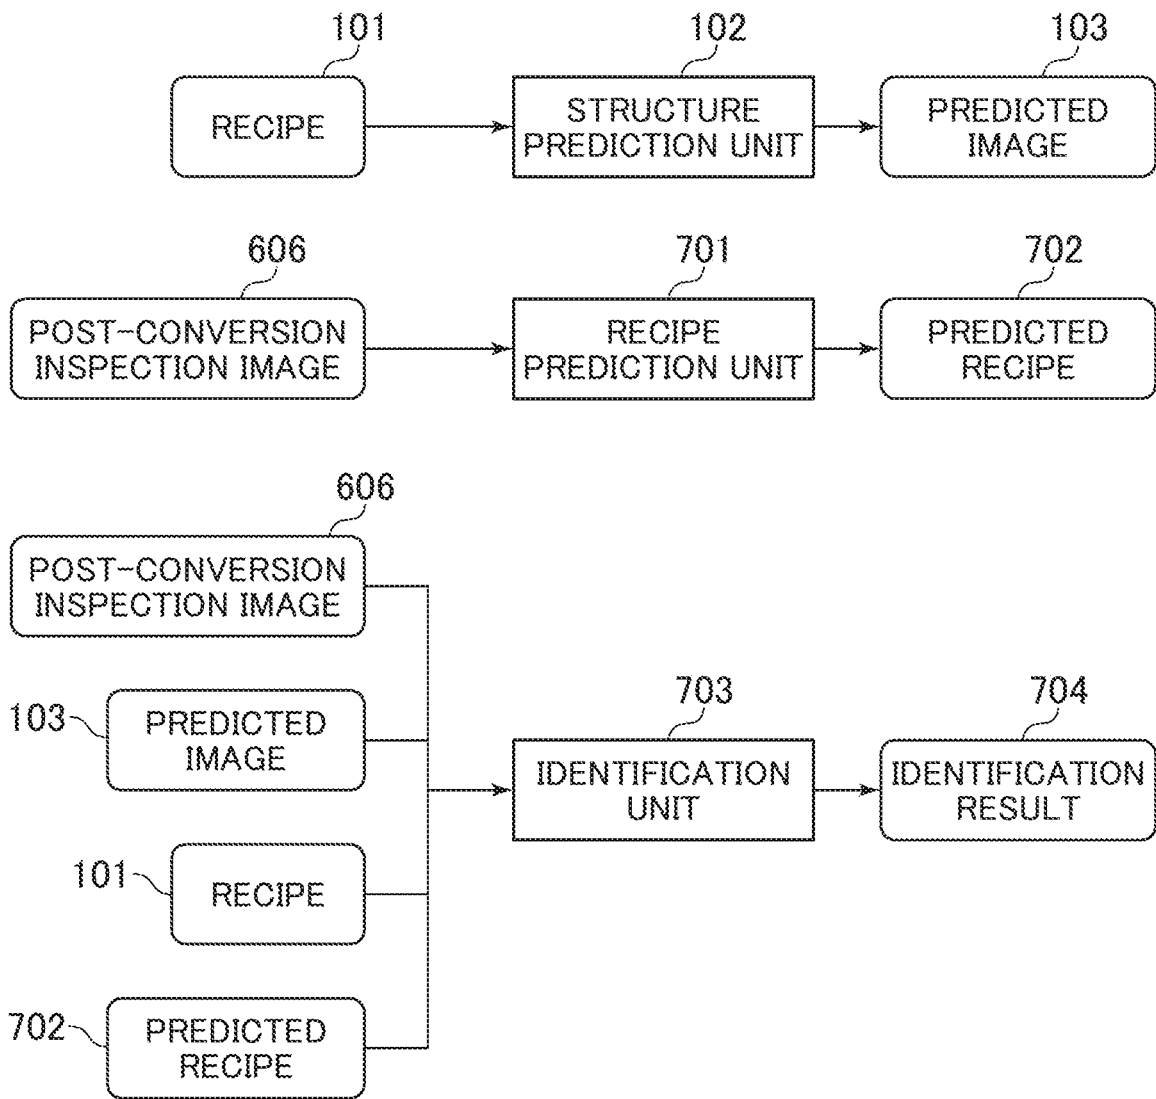 101
102
103
RECIPE
STRUCTURE
PREDICTION UNIT
PREDICTED
IMAGE
606
701
702
POST-CONVERSION
INSPECTION IMAGE
RECIPE
PREDICTION UNIT
PREDICTED
RECIPE
606
POST-CONVERSION
INSPECTION IMAGE
103
PREDICTED
IMAGE
703
704
IDENTIFICATION
UNIT
IDENTIFICATION
RESULT
101
RECIPE
702
PREDICTED
RECIPE